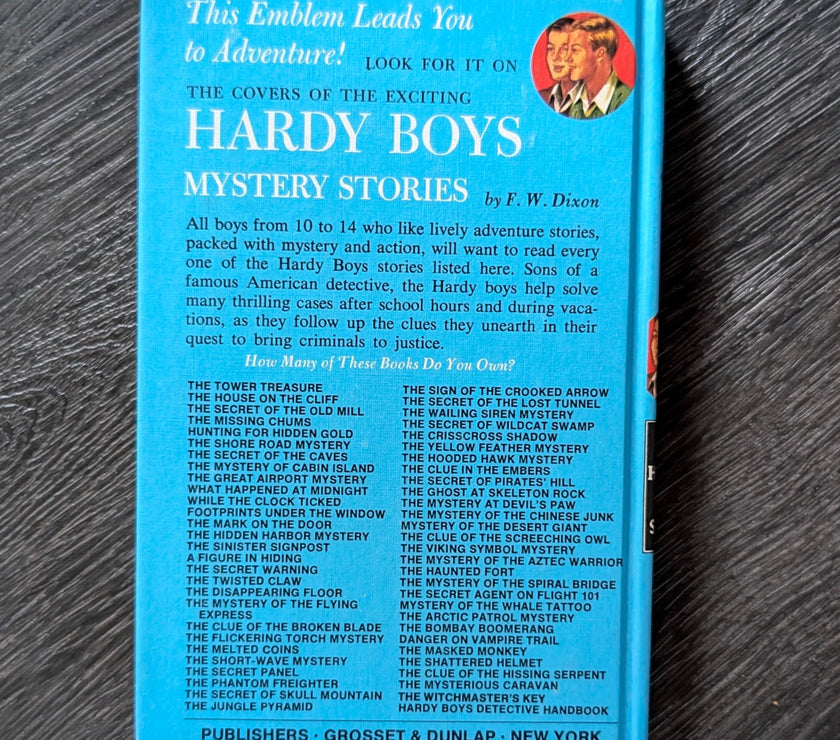 This Emblem Leads You
to Adventure! LOOK FOR IT ON
THE COVERS OF THE EXCITING
HARDY BOYS
MYSTERY STORIES by F. W. Dixon
All boys from 10 to 14 who like lively adventure stories,
packed with mystery and action, will want to read every
one of the Hardy Boys stories listed here. Sons of a
famous American detective, the Hardy boys help solve
many thrilling cases after school hours and during vaca-
tions, as they follow up the clues they unearth in their
quest to bring criminals to justice.
How Many of These Books Do You Own?
THE TOWER TREASURE
THE HOUSE ON THE CLIFF
THE SECRET OF THE OLD MILL
THE MISSING CHUMS
HUNTING FOR HIDDEN GOLD
THE SHORE ROAD MYSTERY
THE SECRET OF THE CAVES
THE MYSTERY OF CABIN ISLAND
THE GREAT AIRPORT MYSTERY
WHAT HAPPENED AT MIDNIGHT
WHILE THE CLOCK TICKED
FOOTPRINTS UNDER THE WINDOW
THE MARK ON THE DOOR
THE HIDDEN HARBOR MYSTERY
THE SINISTER SIGNPOST
A FIGURE IN HIDING
THE SECRET WARNING
THE TWISTED CLAW
THE DISAPPEARING FLOOR
THE MYSTERY OF THE FLYING
EXPRESS
THE CLUE OF THE BROKEN BLADE
THE FLICKERING TORCH MYSTERY
THE MELTED COINS
THE SHORT-WAVE MYSTERY
THE SECRET PANEL
THE PHANTOM FREIGHTER
THE SECRET OF SKULL MOUNTAIN
THE JUNGLE PYRAMID
THE SIGN OF THE CROOKED ARROW
THE SECRET OF THE LOST TUNNEL
THE WAILING SIREN MYSTERY
THE SECRET OF WILDCAT SWAMP
THE CRISSCROSS SHADOW
THE YELLOW FEATHER MYSTERY
THE HOODED HAWK MYSTERY
THE CLUE IN THE EMBERS
THE SECRET OF PIRATES' HILL
THE GHOST AT SKELETON ROCK
THE MYSTERY AT DEVIL'S PAW
THE MYSTERY OF THE CHINESE JUNK
MYSTERY OF THE DESERT GIANT
THE CLUE OF THE SCREECHING OWL
THE VIKING SYMBOL MYSTERY
THE MYSTERY OF THE AZTEC WARRIOR
THE HAUNTED FORT
THE MYSTERY OF THE SPIRAL BRIDGE
THE SECRET AGENT ON FLIGHT 101
MYSTERY OF THE WHALE TATTOO
THE ARCTIC PATROL MYSTERY
THE BOMBAY BOOMERANG
DANGER ON VAMPIRE TRAIL
THE MASKED MONKEY
THE SHATTERED HELMET
THE CLUE OF THE HISSING SERPENT
THE MYSTERIOUS CARAVAN
THE WITCHMASTER'S KEY
HARDY BOYS DETECTIVE HANDBOOK
PUBLISHERS · GROSSET & DUNLAP · NEW YORK